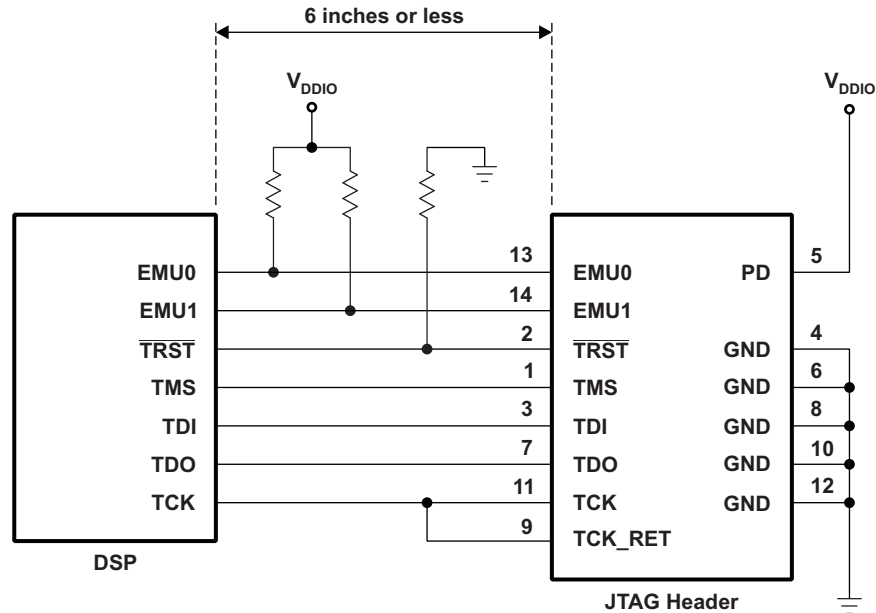 6 inches or less
VDDIO
VDDIO
13
5
EMU0
EMU0
PD
14
EMU1
EMU1
2
4
TRST
TRST
GND
1
6
TMS
TMS
GND
3
8
TDI
TDI
GND
7
10
TDO
TDO
GND
11
12
TCK
TCK
GND
9
TCK_RET
DSP
JTAG Header